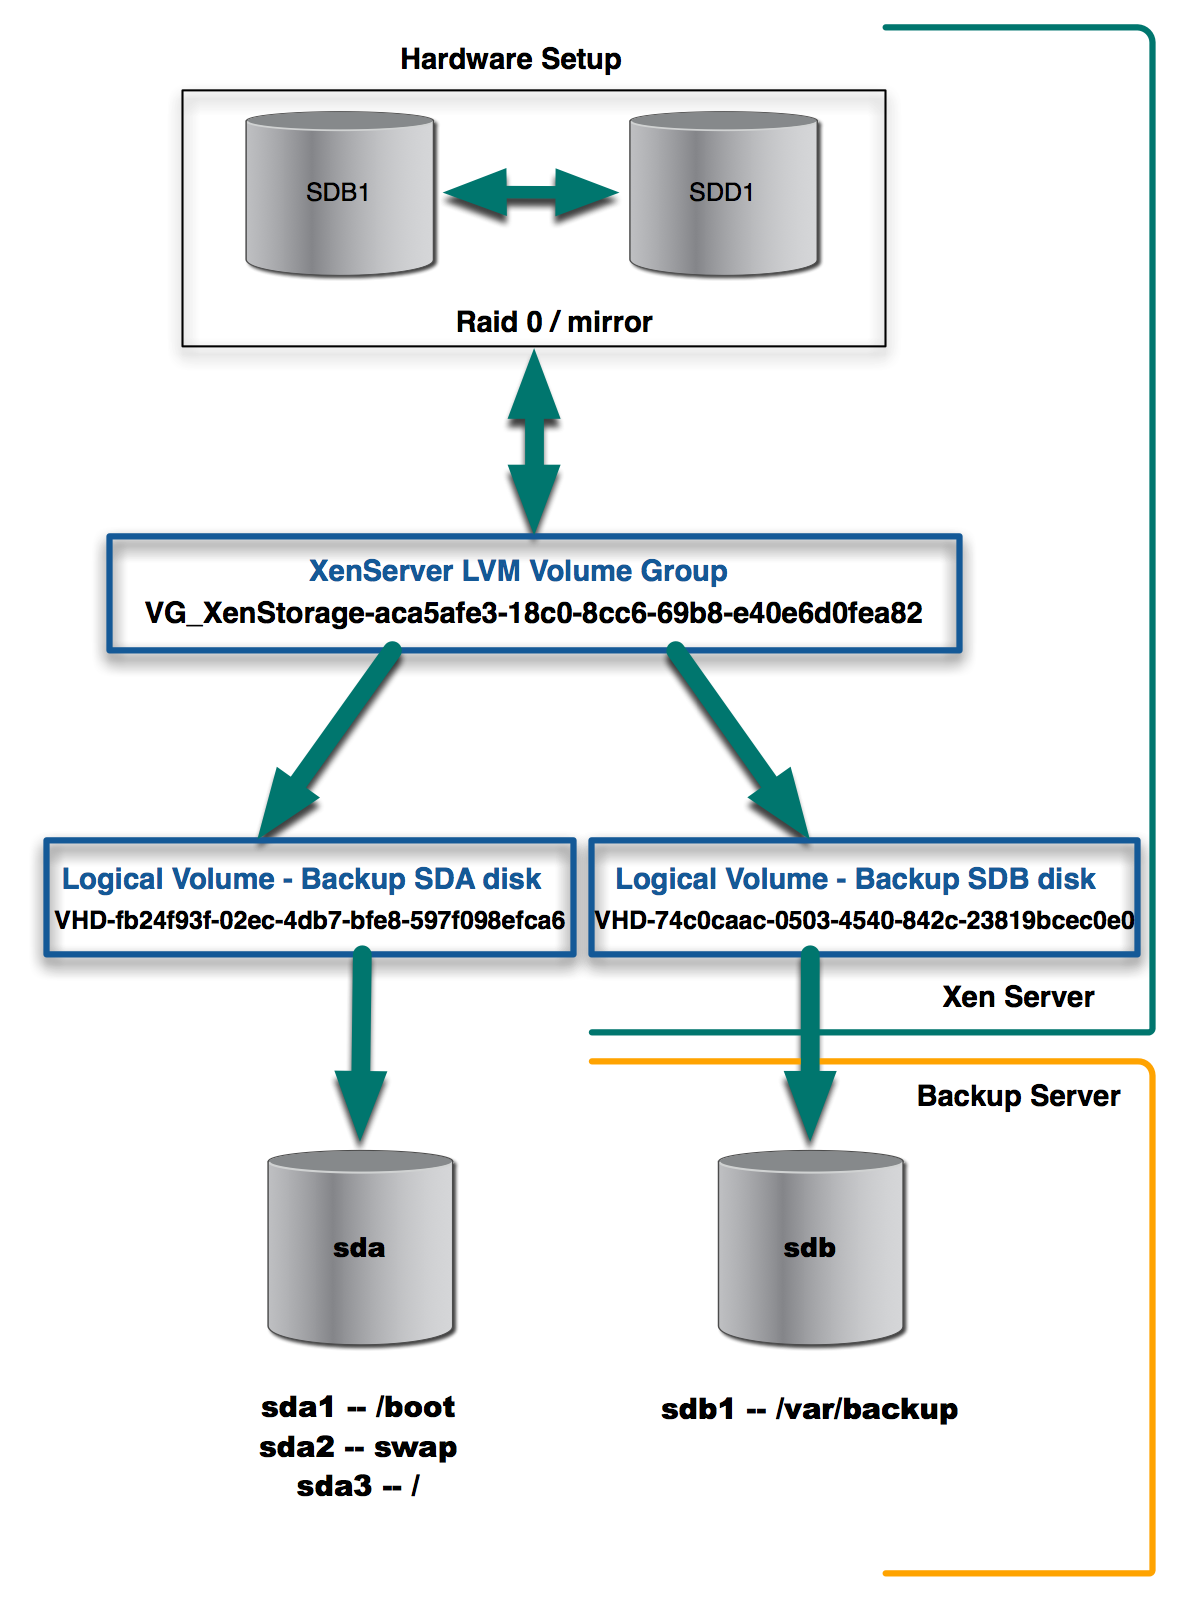 Hardware Setup
SDB1
SDD1
Raid 0 / mirror
XenServer LVM Volume Group
VG_XenStorage-aca5afe3-18c0-8cc6-69b8-e40e6d0fea82
Logical Volume - Backup SDA disk
VHD-fb24f93f-02ec-4db7-bfe8-597f098efca6
Logical Volume - Backup SDB disk
VHD-74c0caac-0503-4540-842c-23819bcec0e0
Xen Server
Backup Server
sda
sdb
sda1 -- /boot
sda2 -- swap
sda3 -- /
sdb1 -- /var/backup